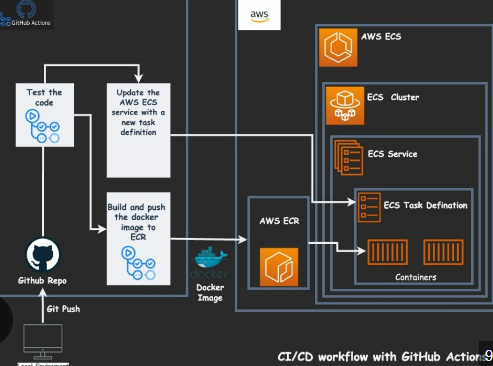 GitHub Actions
aws
AWS ECS
Test the
code
Update the
AWS ECS
service with a
new task
definition
ECS Cluster
ECS Service
Build and push
the docker
image to
ECR
AWS ECR
ECS Task Defination
Github Repo
docker
Docker
Image
Containers
Git Push
CI/CD workflow with GitHub Actions
9